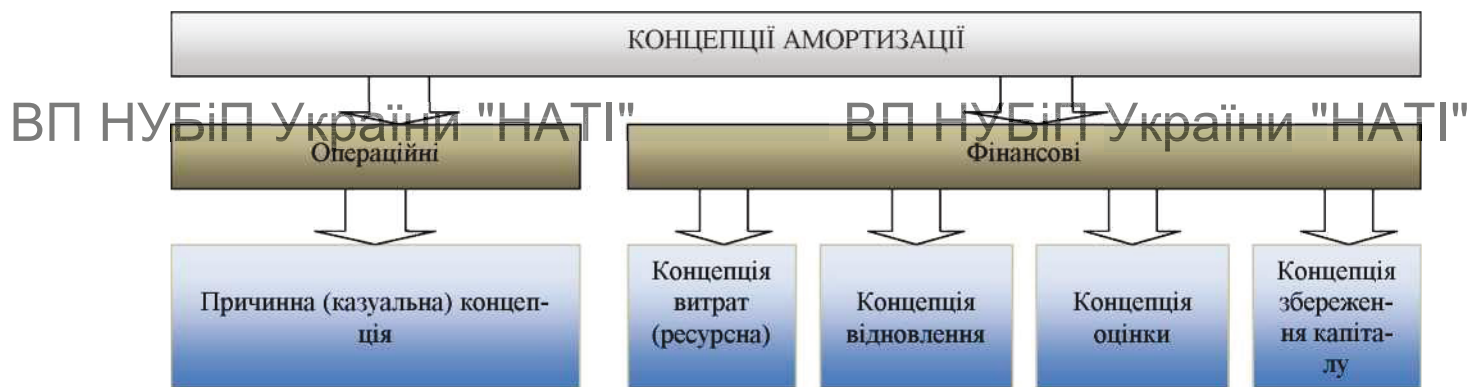 КОНЦЕПЦІЇ АМОРТИЗАЦІЇ
ВП НУБіП України "НАТІ"
ВП НУБіП України "НАТІ"
Операційні
Фінансові
Причинна (казуальна) концеп-
ція
Концепція
витрат
(ресурсна)
Концепція
відновлення
Концепція
оцінки
Концепція
збережен-
ня капіта-
лу